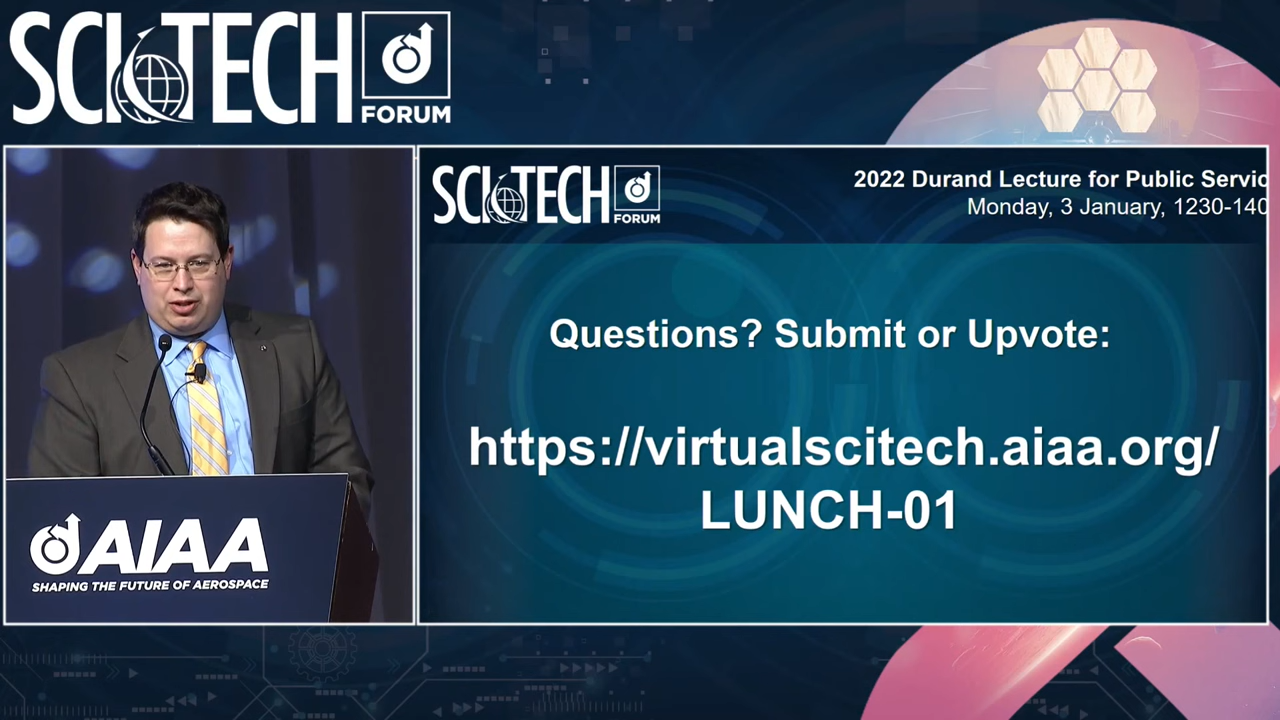 SCITECH
FORUM
SCITECH
FORUM
2022 Durand Lecture for Public Servic
Monday, 3 January, 1230-140
Questions? Submit or Upvote:
https://virtualscitech.aiaa.org/
LUNCH-01
AIAA
SHAPING THE FUTURE OF AEROSPACE